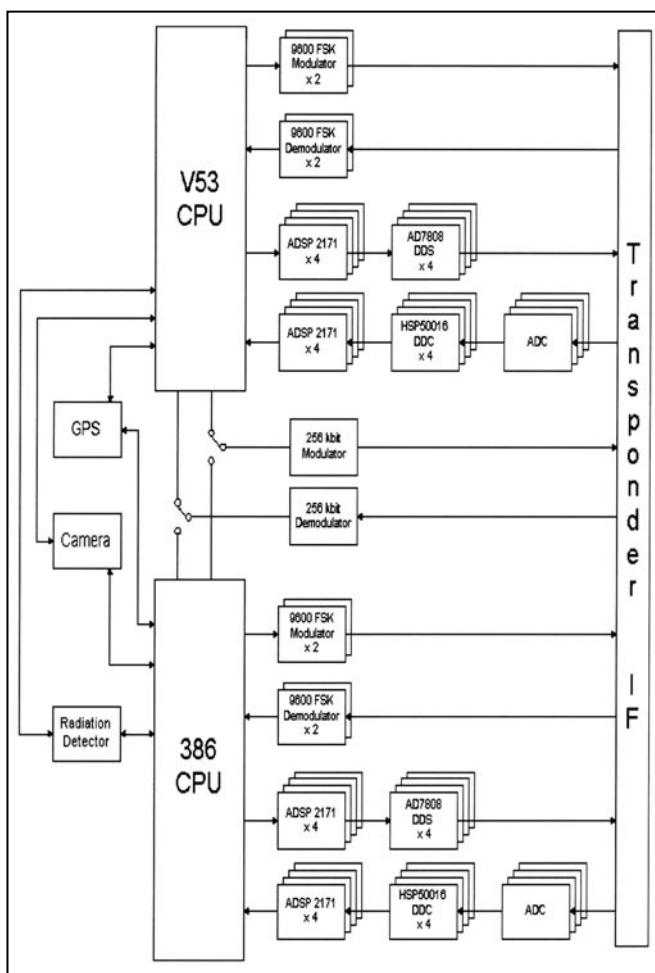 9600 FSK
Modulator
x 2
9600 FSK
Demodulator
x 2
V53
CPU
ADSP 2171
x 4
AD7808
DDS
x 4
ADSP 2171
x 4
HSP50016
DDC
x 4
ADC
GPS
256 kbit
Modulator
256 kbit
Demodulator
Camera
9600 FSK
Modulator
x 2
9600 FSK
Demodulator
x 2
Radiation
Detector
386
CPU
ADSP 2171
x 4
AD7808
DDS
x 4
ADSP 2171
x 4
HSP50016
DDC
x 4
ADC
Transponder IF